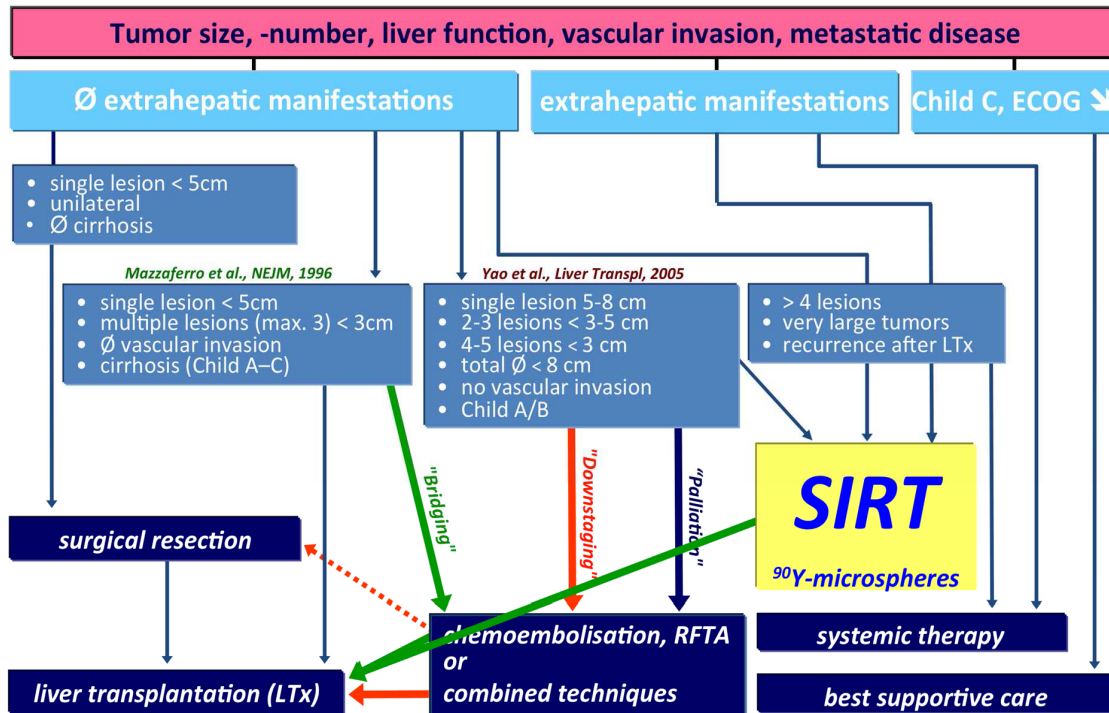 Tumor size, -number, liver function, vascular invasion, metastatic disease
Ø extrahepatic manifestations
extrahepatic manifestations
Child C, ECOG ↘
• single lesion < 5cm
• unilateral
• Ø cirrhosis
Mazzaferro et al., NEJM, 1996
• single lesion < 5cm
• multiple lesions (max. 3) < 3cm
• Ø vascular invasion
• cirrhosis (Child A–C)
Yao et al., Liver Transpl, 2005
• single lesion 5-8 cm
• 2-3 lesions < 3-5 cm
• 4-5 lesions < 3 cm
• total Ø < 8 cm
• no vascular invasion
• Child A/B
• > 4 lesions
• very large tumors
• recurrence after LTx
"Bridging"
"Downstaging"
"Palliation"
SIRT
⁹⁰Y-microspheres
surgical resection
liver transplantation (LTx)
chemoembolisation, RFTA
or
combined techniques
systemic therapy
best supportive care